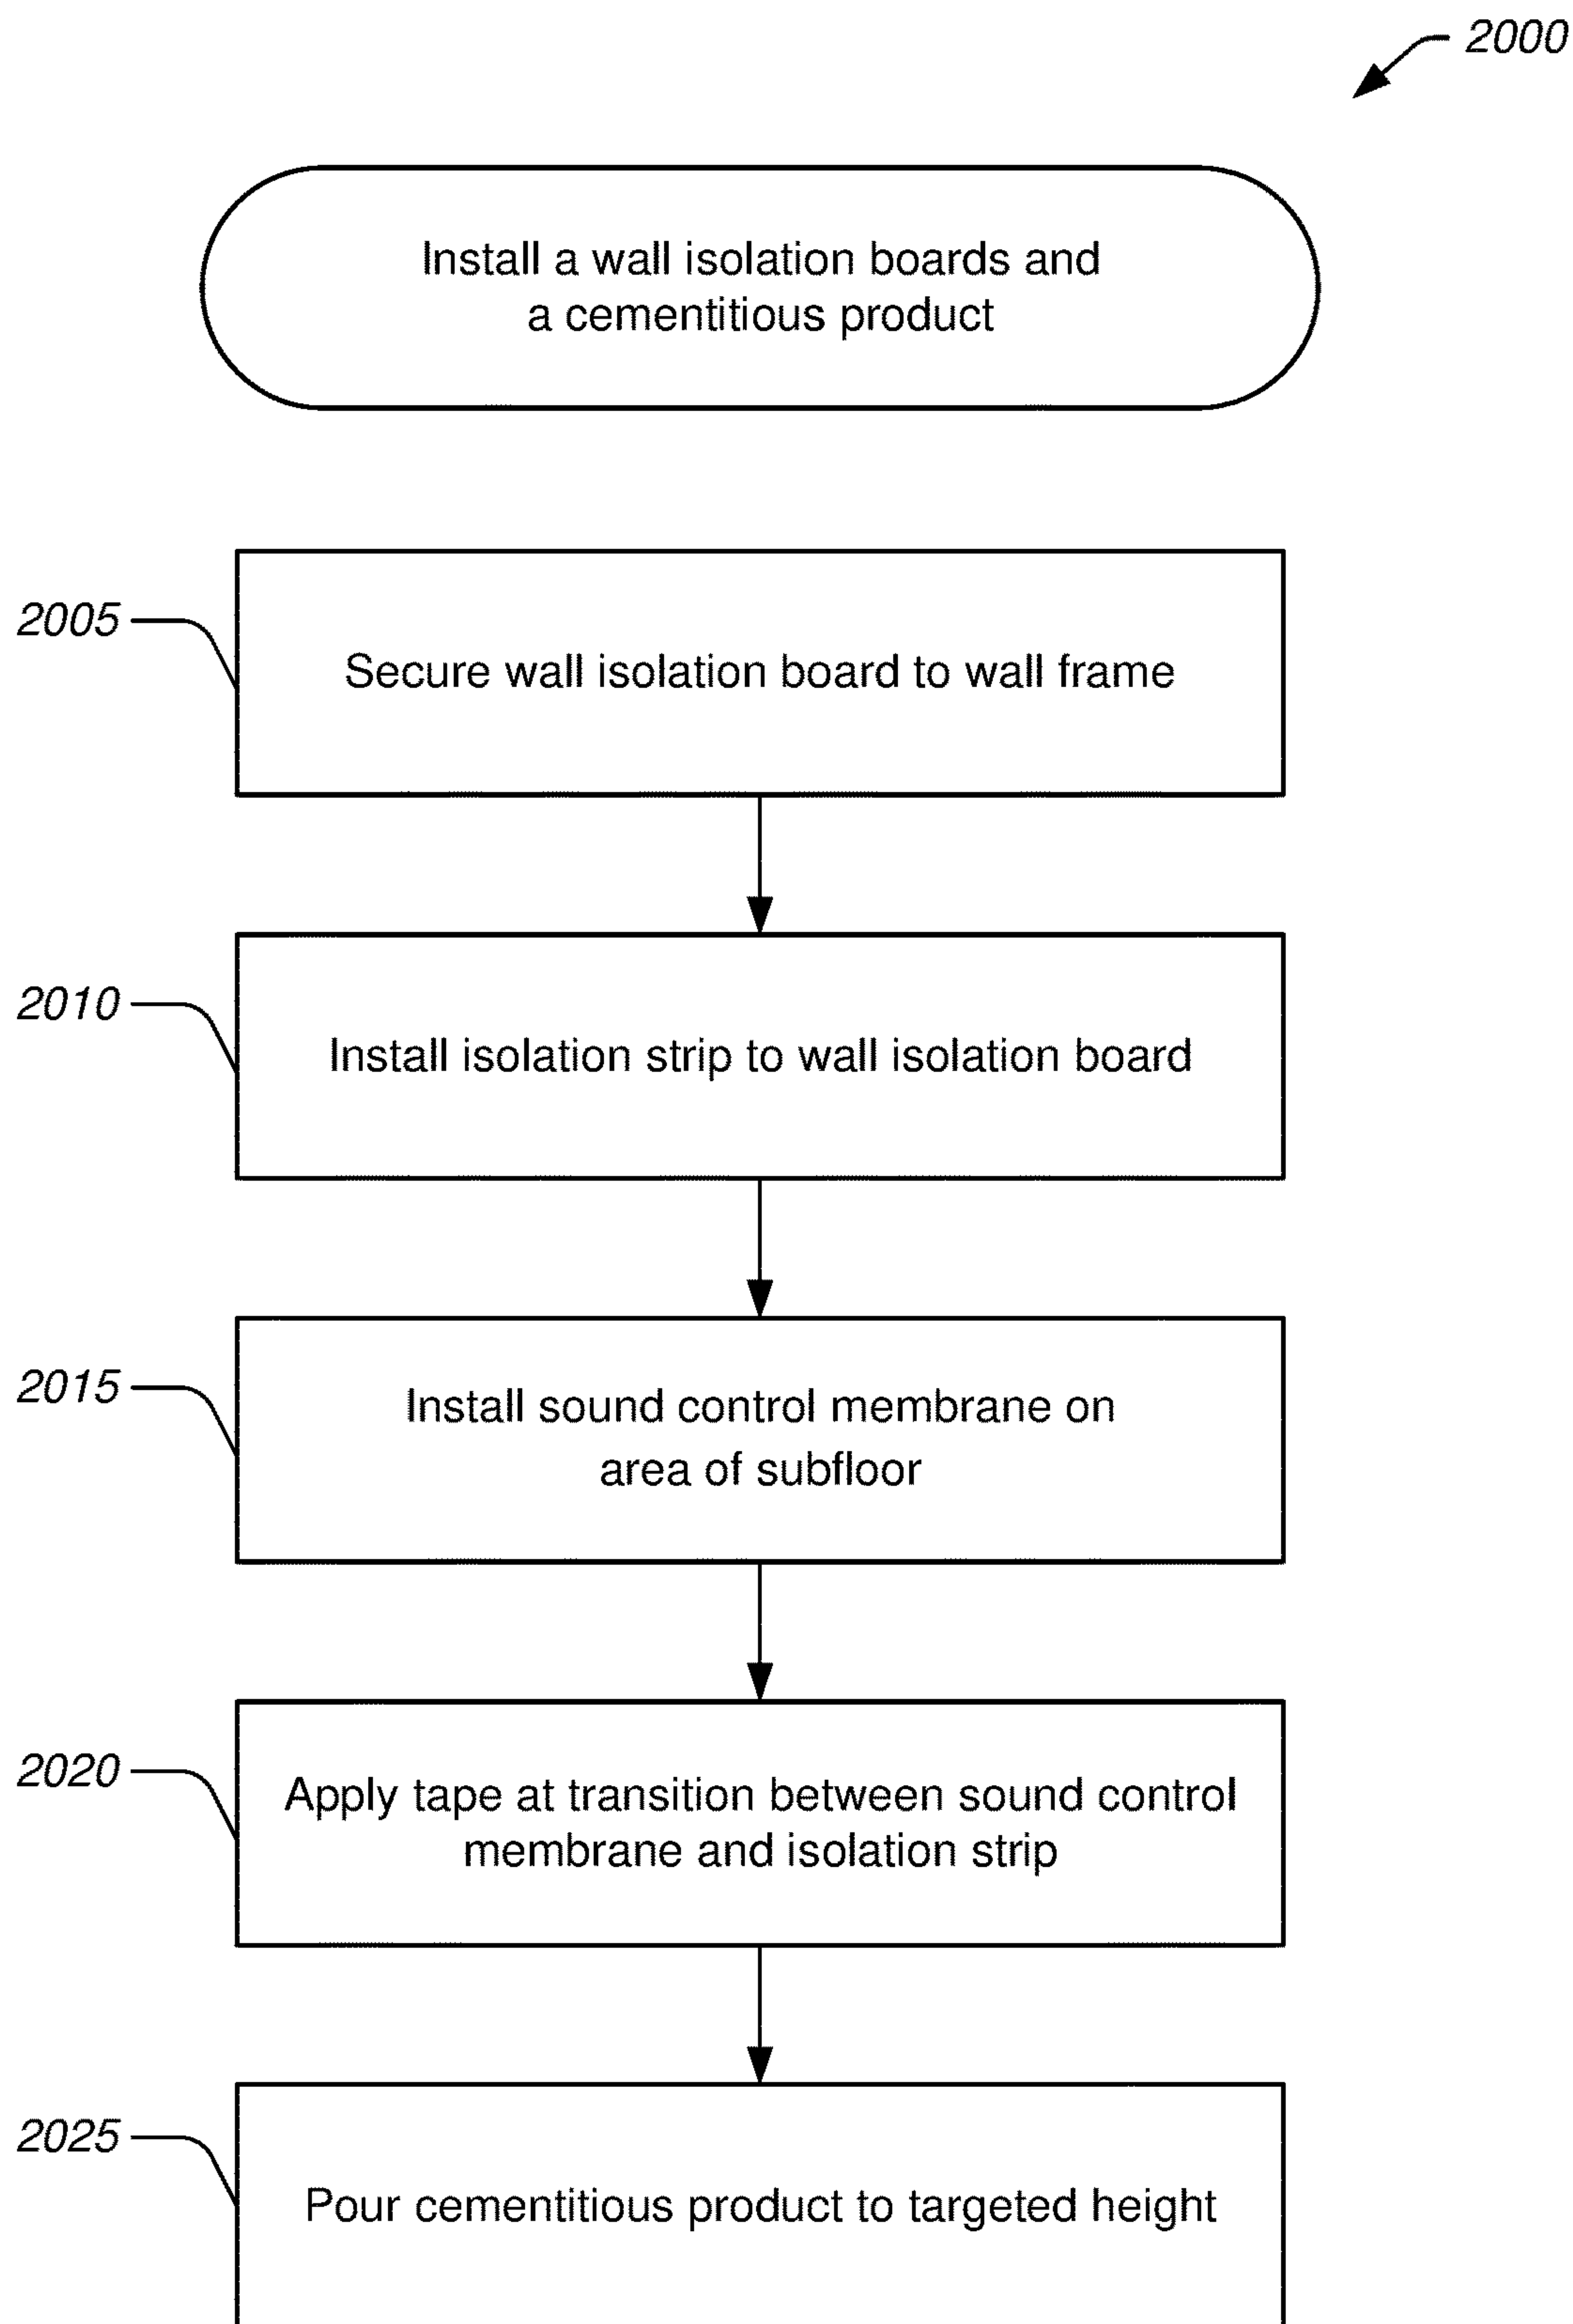 2000
Install a wall isolation boards and
a cementitious product
2005
Secure wall isolation board to wall frame
2010
Install isolation strip to wall isolation board
2015
Install sound control membrane on
area of subfloor
2020
Apply tape at transition between sound control
membrane and isolation strip
2025
Pour cementitious product to targeted height